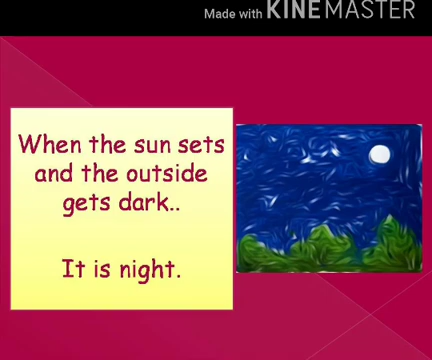 Made with KINEMASTER
When the sun sets
and the outside
gets dark..
It is night.